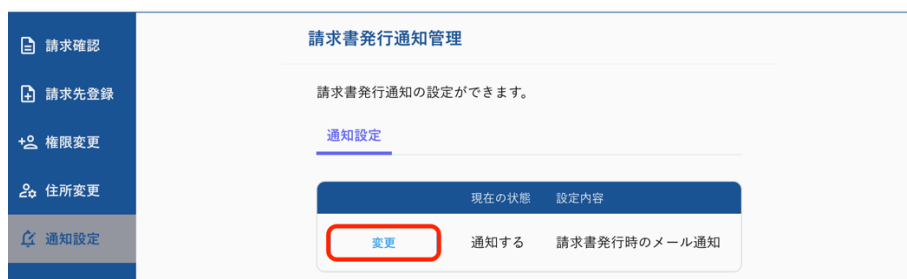 請求確認
請求先登録
権限変更
住所変更
通知設定
請求書発行通知管理
請求書発行通知の設定ができます。
通知設定
現在の状態 設定内容
変更 通知する 請求書発行時のメール通知